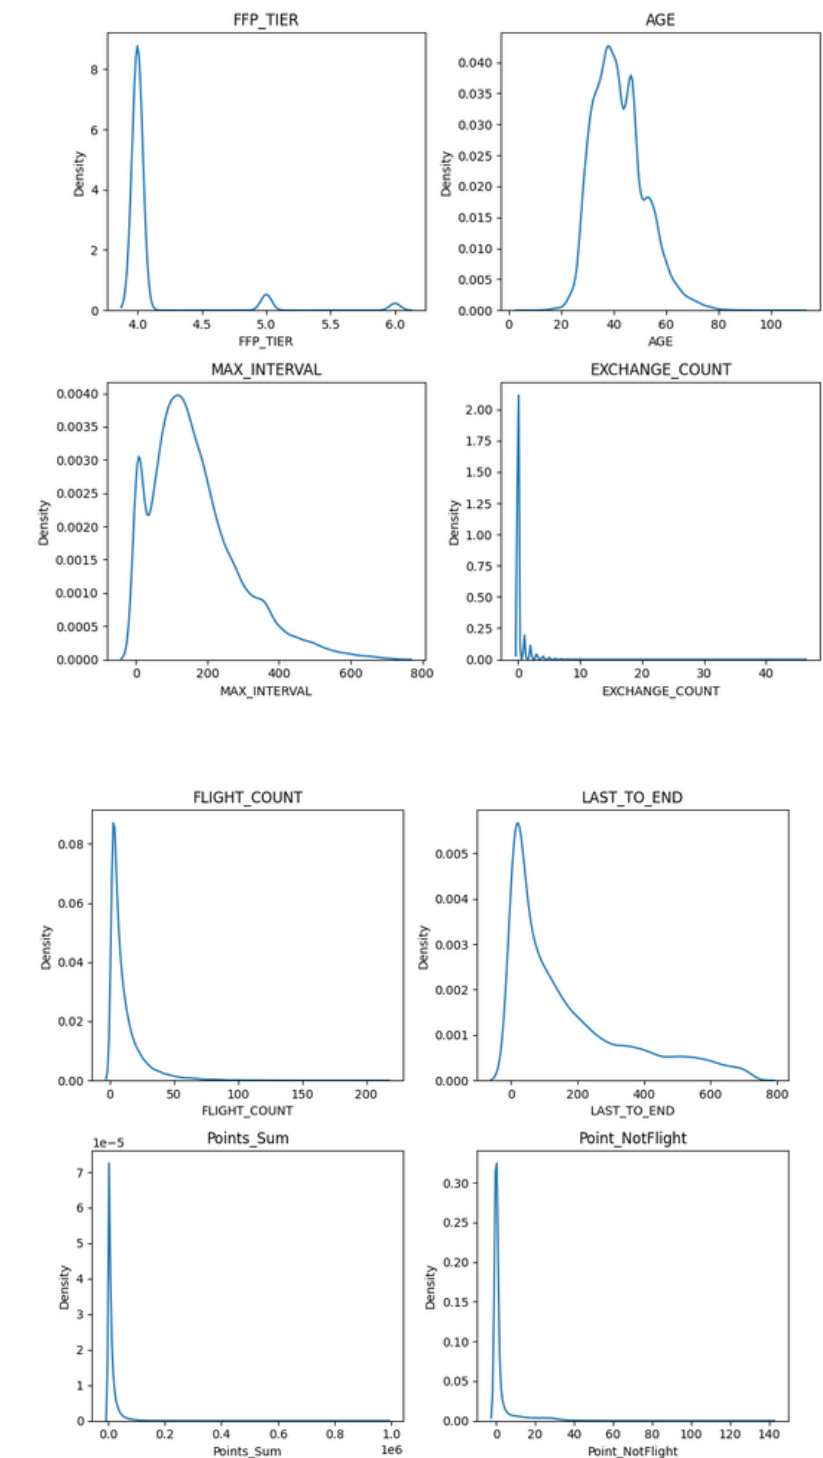 FFP_TIER
Density
8
6
4
2
0
4.0 4.5 5.0 5.5 6.0
FFP_TIER
AGE
Density
0.040
0.035
0.030
0.025
0.020
0.015
0.010
0.005
0.000
0 20 40 60 80 100
AGE
MAX_INTERVAL
Density
0.0040
0.0035
0.0030
0.0025
0.0020
0.0015
0.0010
0.0005
0.0000
0 200 400 600 800
MAX_INTERVAL
EXCHANGE_COUNT
Density
2.00
1.75
1.50
1.25
1.00
0.75
0.50
0.25
0.00
0 10 20 30 40
EXCHANGE_COUNT
FLIGHT_COUNT
Density
0.08
0.06
0.04
0.02
0.00
0 50 100 150 200
FLIGHT_COUNT
LAST_TO_END
Density
0.005
0.004
0.003
0.002
0.001
0.000
0 200 400 600 800
LAST_TO_END
Points_Sum
1e−5
Density
7
6
5
4
3
2
1
0
0.0 0.2 0.4 0.6 0.8 1.0
1e6
Points_Sum
Point_NotFlight
Density
0.30
0.25
0.20
0.15
0.10
0.05
0.00
0 20 40 60 80 100 120 140
Point_NotFlight